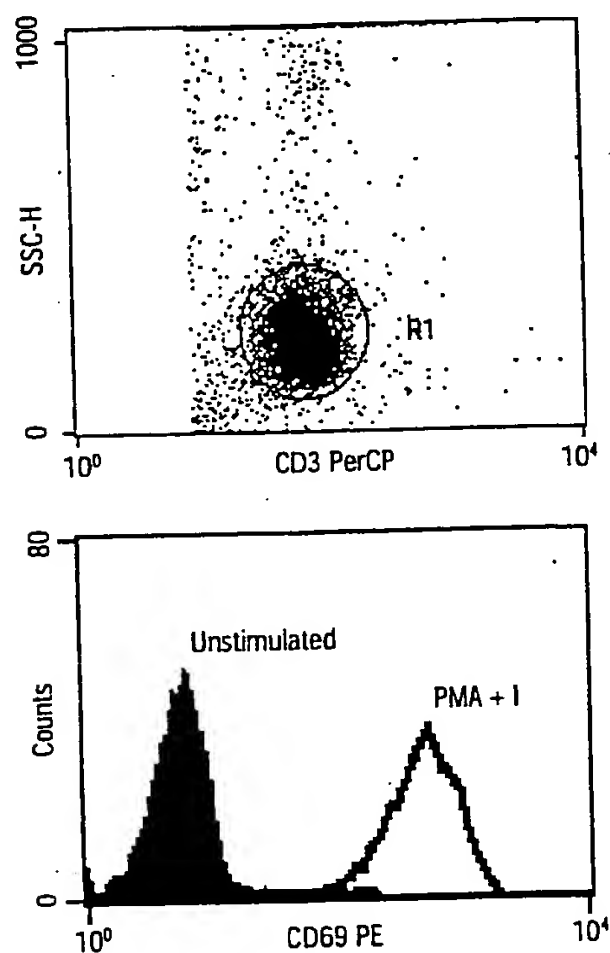 1000
SSC-H
R1
0
10⁰
CD3 PerCP
10⁴
80
Unstimulated
PMA + I
Counts
0
10⁰
CD69 PE
10⁴